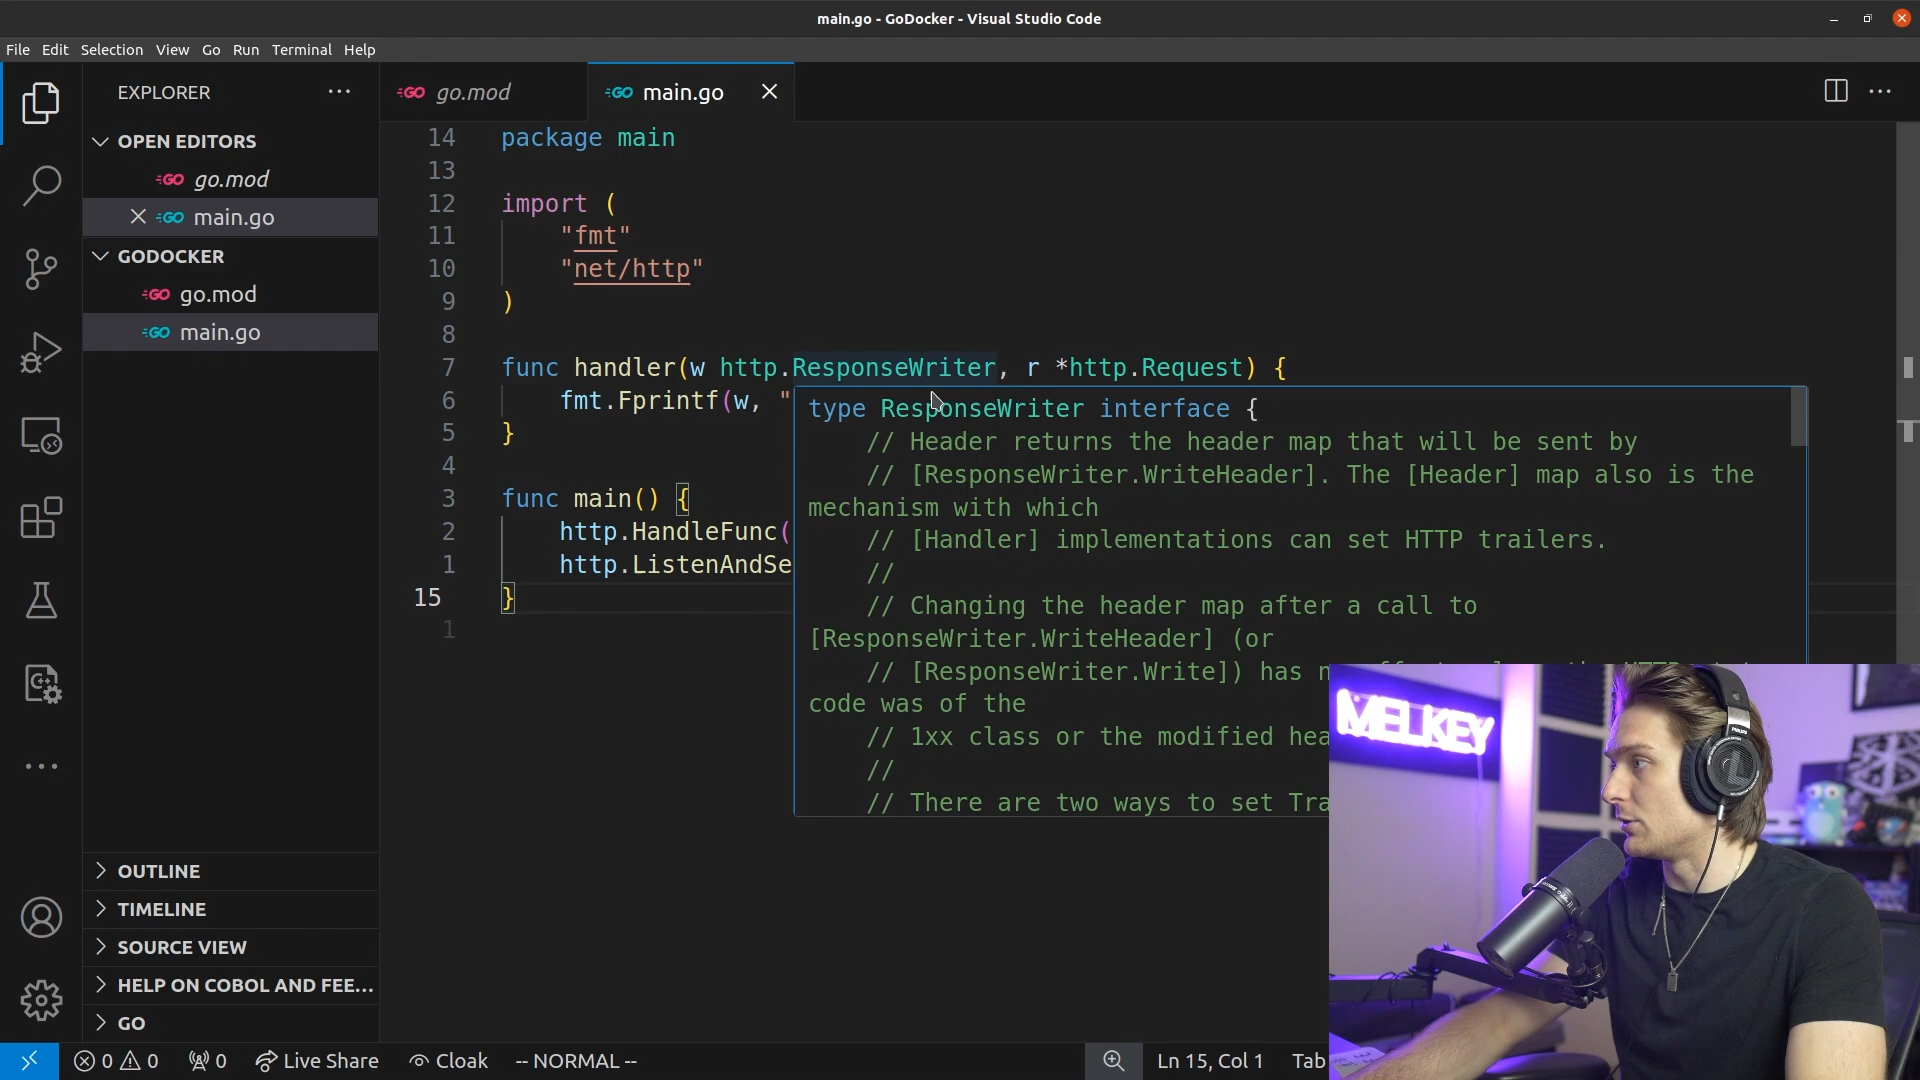 main.go - GoDocker - Visual Studio Code
File Edit Selection View Go Run Terminal Help
EXPLORER
OPEN EDITORS
go.mod
main.go
GODOCKER
go.mod
main.go
OUTLINE
TIMELINE
SOURCE VIEW
HELP ON COBOL AND FEE...
GO
go.mod
main.go
14 package main
13
12 import (
11 "fmt"
10 "net/http"
9 )
8
7 func handler(w http.ResponseWriter, r *http.Request) {
6 fmt.Fprintf(w, "
5 }
4
3 func main() {
2 http.HandleFunc(
1 http.ListenAndSe
15 }
1
type ResponseWriter interface {
// Header returns the header map that will be sent by
// [ResponseWriter.WriteHeader]. The [Header] map also is the
mechanism with which
// [Handler] implementations can set HTTP trailers.
//
// Changing the header map after a call to
[ResponseWriter.WriteHeader] (or
// [ResponseWriter.Write]) has
code was of the
// 1xx class or the modified hea
//
// There are two ways to set Tra
MELKEY
PHILIPS
0 0 0 Live Share Cloak -- NORMAL -- Ln 15, Col 1 Tab